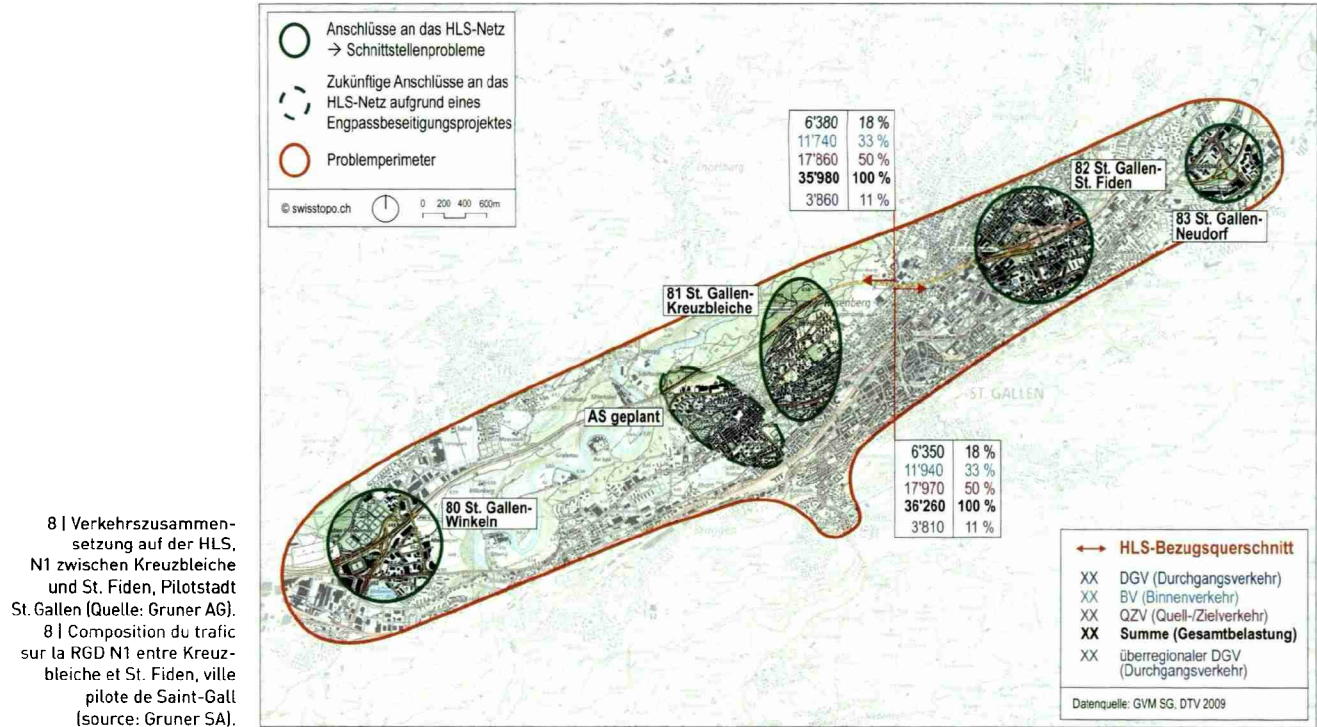 Anschlüsse an das HLS-Netz
→ Schnittstellenprobleme
Zukünftige Anschlüsse an das
HLS-Netz aufgrund eines
Engpassbeseitigungsprojektes
Problemperimeter
© swisstopo.ch
0 200 400 600m
6'380 18 %
11'740 33 %
17'860 50 %
35'980 100 %
3'860 11 %
82 St. Gallen-
St. Fiden
83 St. Gallen-
Neudorf
81 St. Gallen-
Kreuzbleiche
AS geplant
ST. GALLEN
80 St. Gallen-
Winkeln
6'350 18 %
11'940 33 %
17'970 50 %
36'260 100 %
3'810 11 %
HLS-Bezugsquerschnitt
XX DGV (Durchgangsverkehr)
XX BV (Binnenverkehr)
XX QZV (Quell-/Zielverkehr)
XX Summe (Gesamtbelastung)
XX überregionaler DGV
(Durchgangsverkehr)
Datenquelle: GVM SG, DTV 2009
8 | Verkehrszusammen-
setzung auf der HLS,
N1 zwischen Kreuzbleiche
und St. Fiden, Pilotstadt
St. Gallen (Quelle: Gruner AG).
8 | Composition du trafic
sur la RGD N1 entre Kreuz-
bleiche et St. Fiden, ville
pilote de Saint-Gall
(source: Gruner SA).